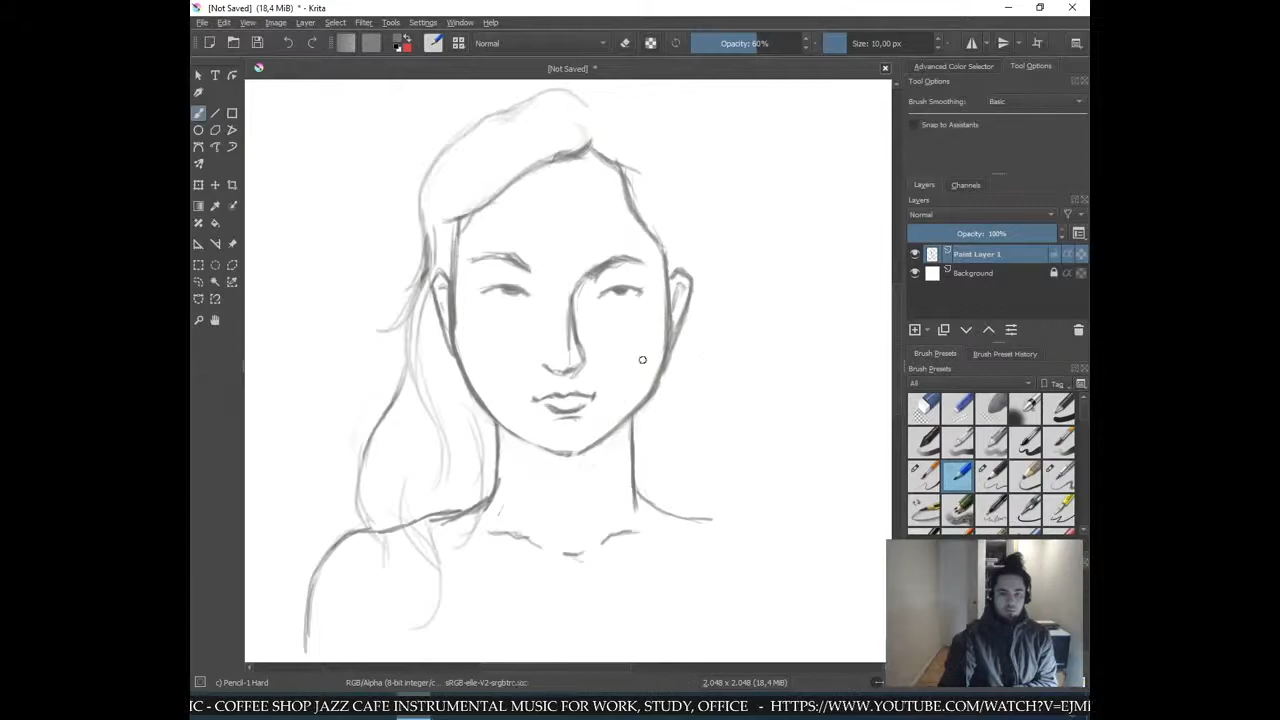 [Not Saved] (18,4 MiB) * - Krita
File Edit View Image Layer Select Filter Tools Settings Window Help
Normal Opacity: 60% Size: 10,00 px
[Not Saved] *
Advanced Color Selector Tool Options
Tool Options
Brush Smoothing: Basic
Snap to Assistants
Layers Channels
Layers
Normal
Opacity: 100%
Paint Layer 1
Background
Brush Presets Brush Preset History
Brush Presets
All Tag
c) Pencil-1 Hard RGB/Alpha (8-bit integer/c... sRGB-elle-V2-srgbtrc.icc 2.048 x 2.048 (18,4 MiB)
IC - COFFEE SHOP JAZZ CAFE INSTRUMENTAL MUSIC FOR WORK, STUDY, OFFICE - HTTPS://WWW.YOUTUBE.COM/WATCH?V=EJM